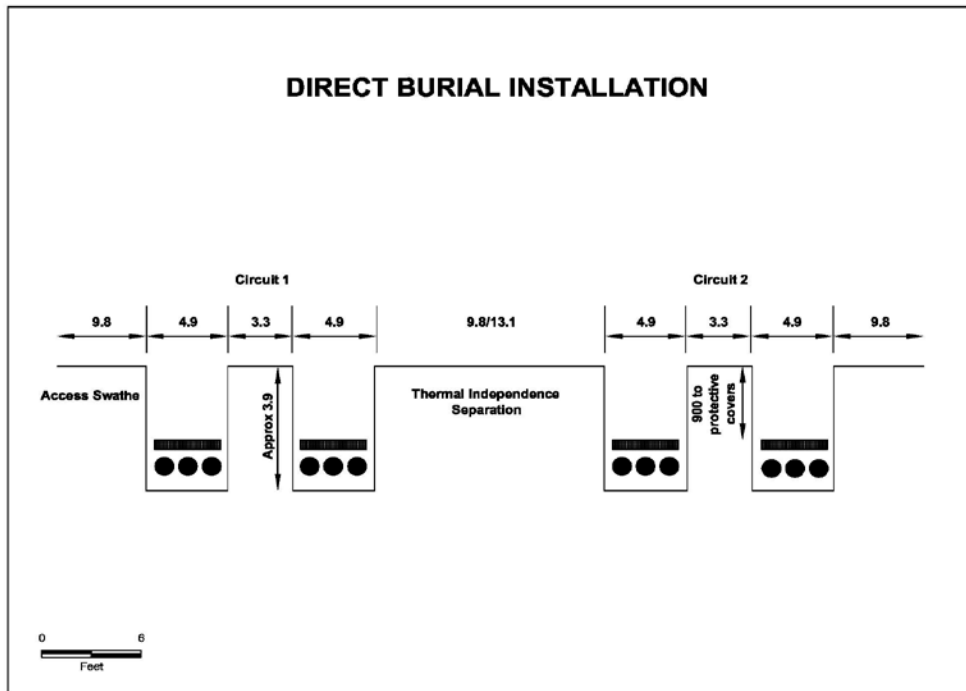 DIRECT BURIAL INSTALLATION
Circuit 1
Circuit 2
9.8
4.9
3.3
4.9
9.8/13.1
4.9
3.3
4.9
9.8
Access Swathe
Approx 3.9
Thermal Independence
Separation
900 to
protective
covers
0
6
Feet